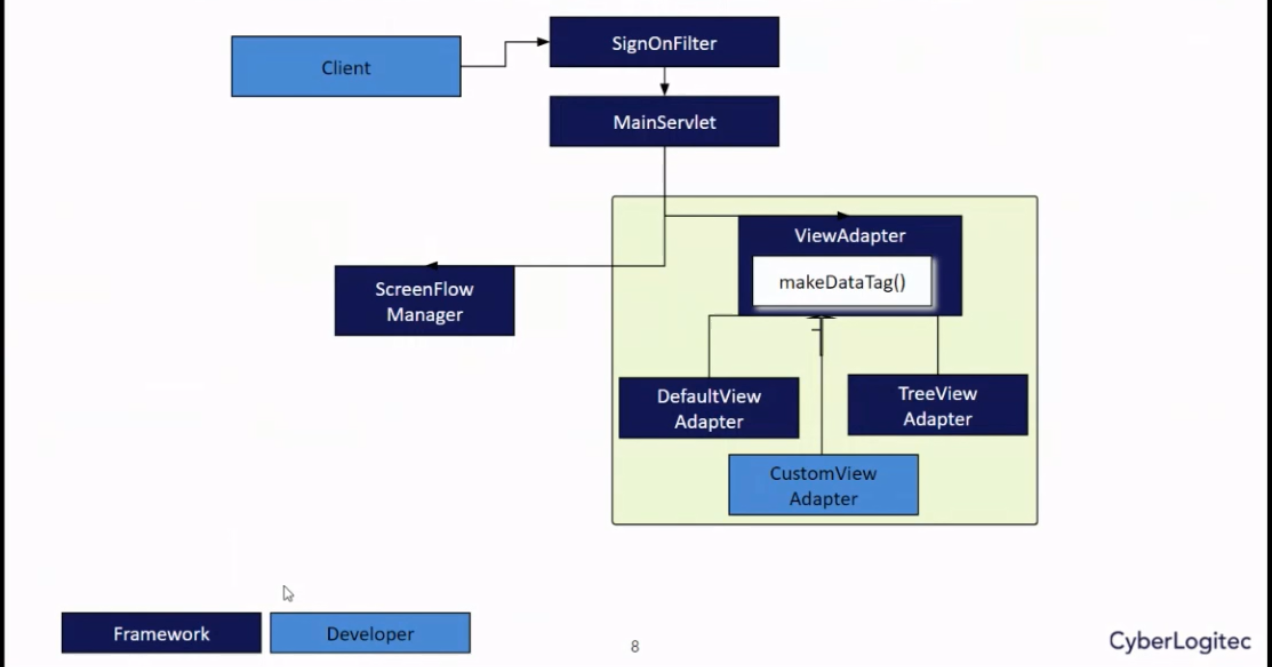 Client
SignOnFilter
MainServlet
ViewAdapter
makeDataTag()
ScreenFlow
Manager
DefaultView
Adapter
TreeView
Adapter
CustomView
Adapter
Framework
Developer
8
CyberLogitec